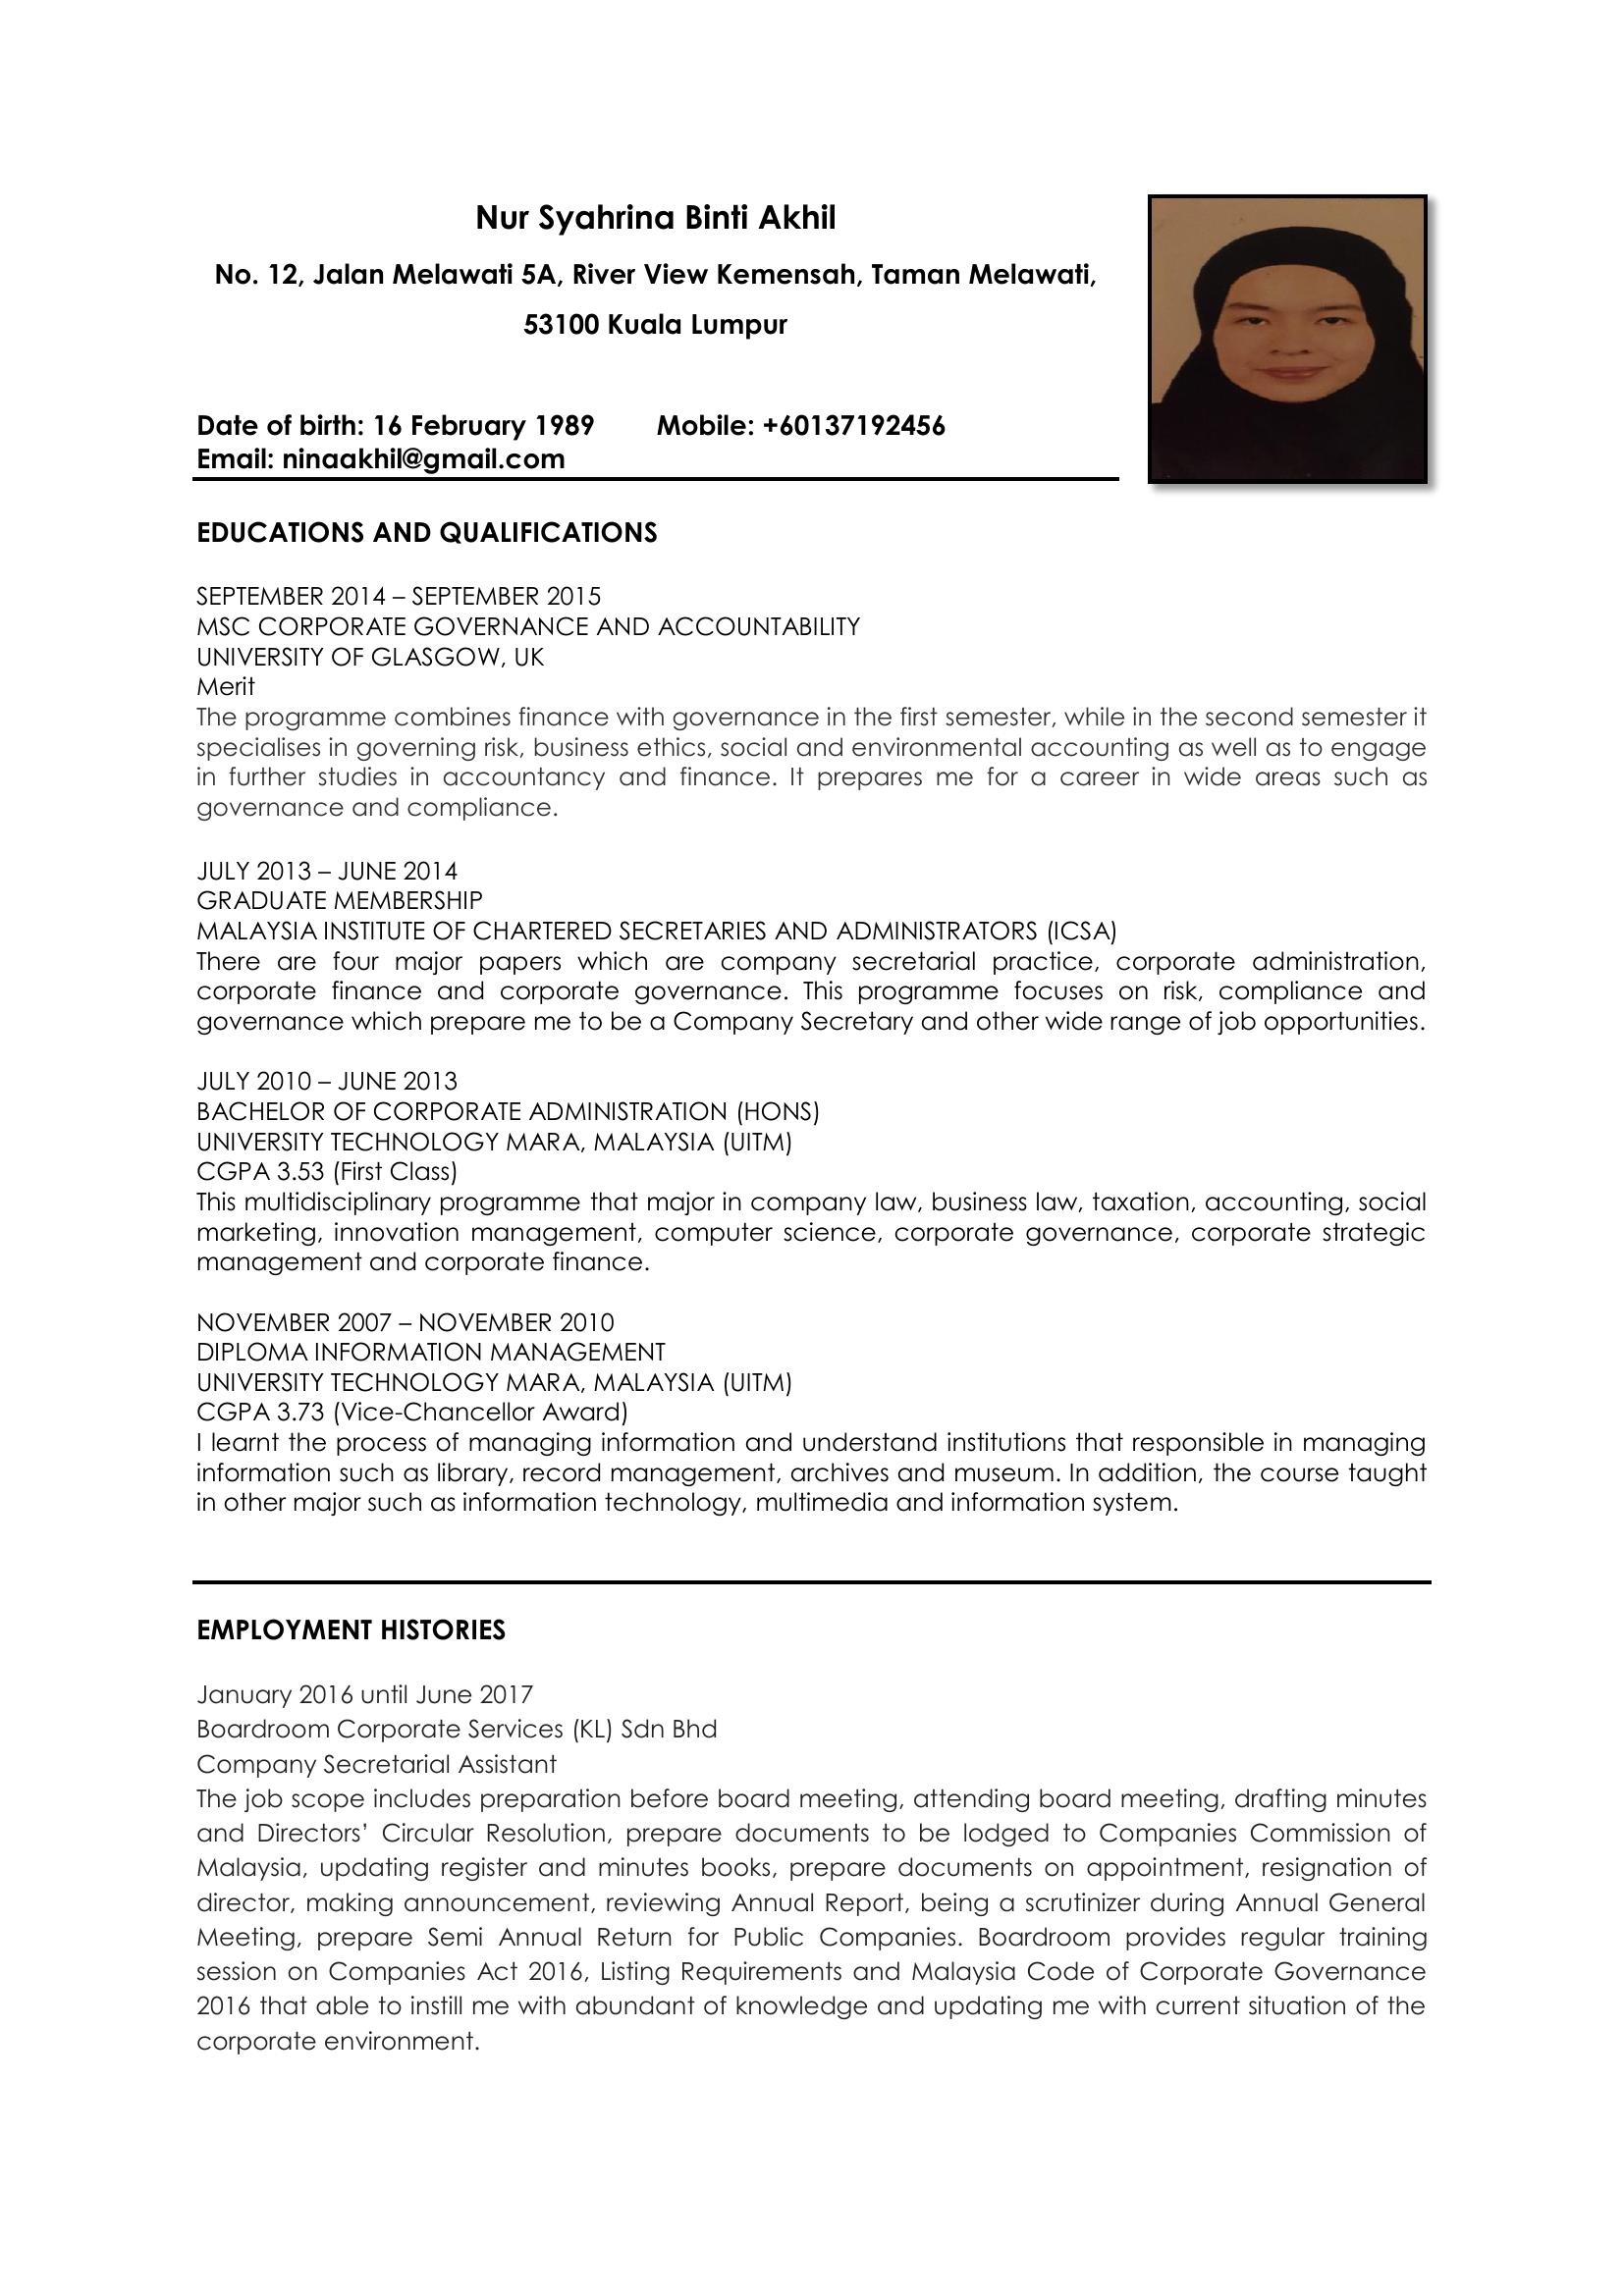 Nur Syahrina Binti Akhil
No. 12, Jalan Melawati 5A, River View Kemensah, Taman Melawati,
53100 Kuala Lumpur
Date of birth: 16 February 1989 Mobile: +60137192456
Email: ninaakhil@gmail.com
EDUCATIONS AND QUALIFICATIONS
SEPTEMBER 2014 – SEPTEMBER 2015
MSC CORPORATE GOVERNANCE AND ACCOUNTABILITY
UNIVERSITY OF GLASGOW, UK
Merit
The programme combines finance with governance in the first semester, while in the second semester it
specialises in governing risk, business ethics, social and environmental accounting as well as to engage
in further studies in accountancy and finance. It prepares me for a career in wide areas such as
governance and compliance.
JULY 2013 – JUNE 2014
GRADUATE MEMBERSHIP
MALAYSIA INSTITUTE OF CHARTERED SECRETARIES AND ADMINISTRATORS (ICSA)
There are four major papers which are company secretarial practice, corporate administration,
corporate finance and corporate governance. This programme focuses on risk, compliance and
governance which prepare me to be a Company Secretary and other wide range of job opportunities.
JULY 2010 – JUNE 2013
BACHELOR OF CORPORATE ADMINISTRATION (HONS)
UNIVERSITY TECHNOLOGY MARA, MALAYSIA (UITM)
CGPA 3.53 (First Class)
This multidisciplinary programme that major in company law, business law, taxation, accounting, social
marketing, innovation management, computer science, corporate governance, corporate strategic
management and corporate finance.
NOVEMBER 2007 – NOVEMBER 2010
DIPLOMA INFORMATION MANAGEMENT
UNIVERSITY TECHNOLOGY MARA, MALAYSIA (UITM)
CGPA 3.73 (Vice-Chancellor Award)
I learnt the process of managing information and understand institutions that responsible in managing
information such as library, record management, archives and museum. In addition, the course taught
in other major such as information technology, multimedia and information system.
EMPLOYMENT HISTORIES
January 2016 until June 2017
Boardroom Corporate Services (KL) Sdn Bhd
Company Secretarial Assistant
The job scope includes preparation before board meeting, attending board meeting, drafting minutes
and Directors’ Circular Resolution, prepare documents to be lodged to Companies Commission of
Malaysia, updating register and minutes books, prepare documents on appointment, resignation of
director, making announcement, reviewing Annual Report, being a scrutinizer during Annual General
Meeting, prepare Semi Annual Return for Public Companies. Boardroom provides regular training
session on Companies Act 2016, Listing Requirements and Malaysia Code of Corporate Governance
2016 that able to instill me with abundant of knowledge and updating me with current situation of the
corporate environment.